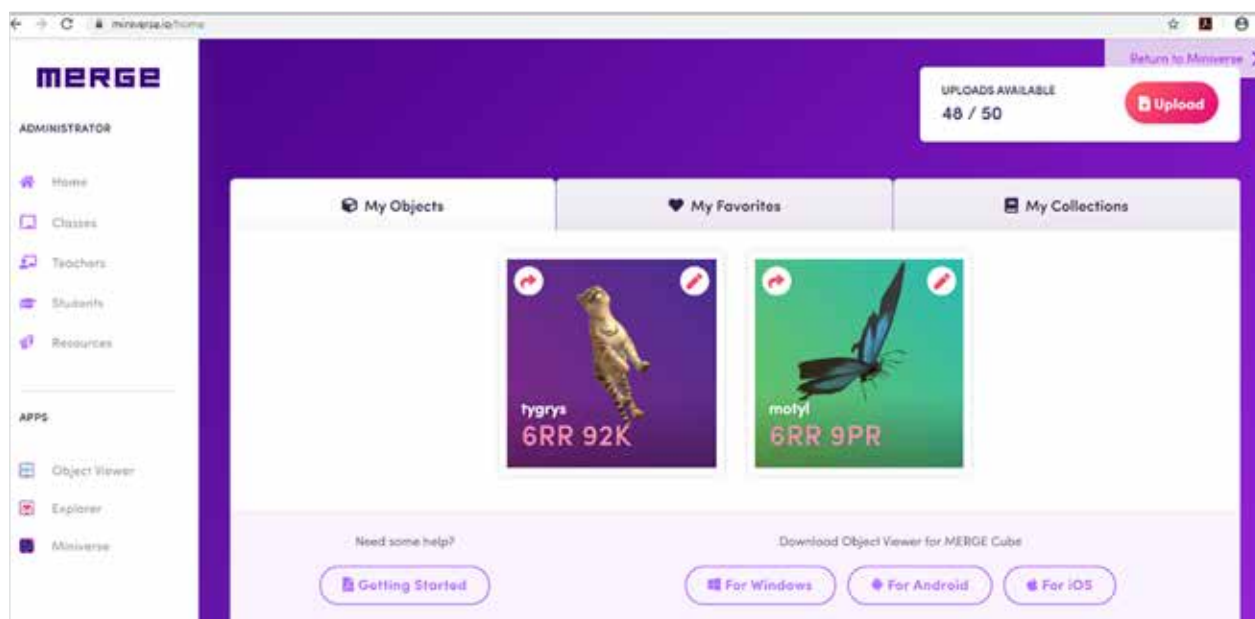 miniverse.io/home
MERGE
ADMINISTRATOR
Home
Classes
Teachers
Students
Resources
APPS
Object Viewer
Explorer
Miniverse
Return to Miniverse
UPLOADS AVAILABLE
48 / 50
Upload
My Objects
My Favorites
My Collections
tygrys
6RR 92K
motyl
6RR 9PR
Need some help?
Getting Started
Download Object Viewer for MERGE Cube
For Windows
For Android
For iOS